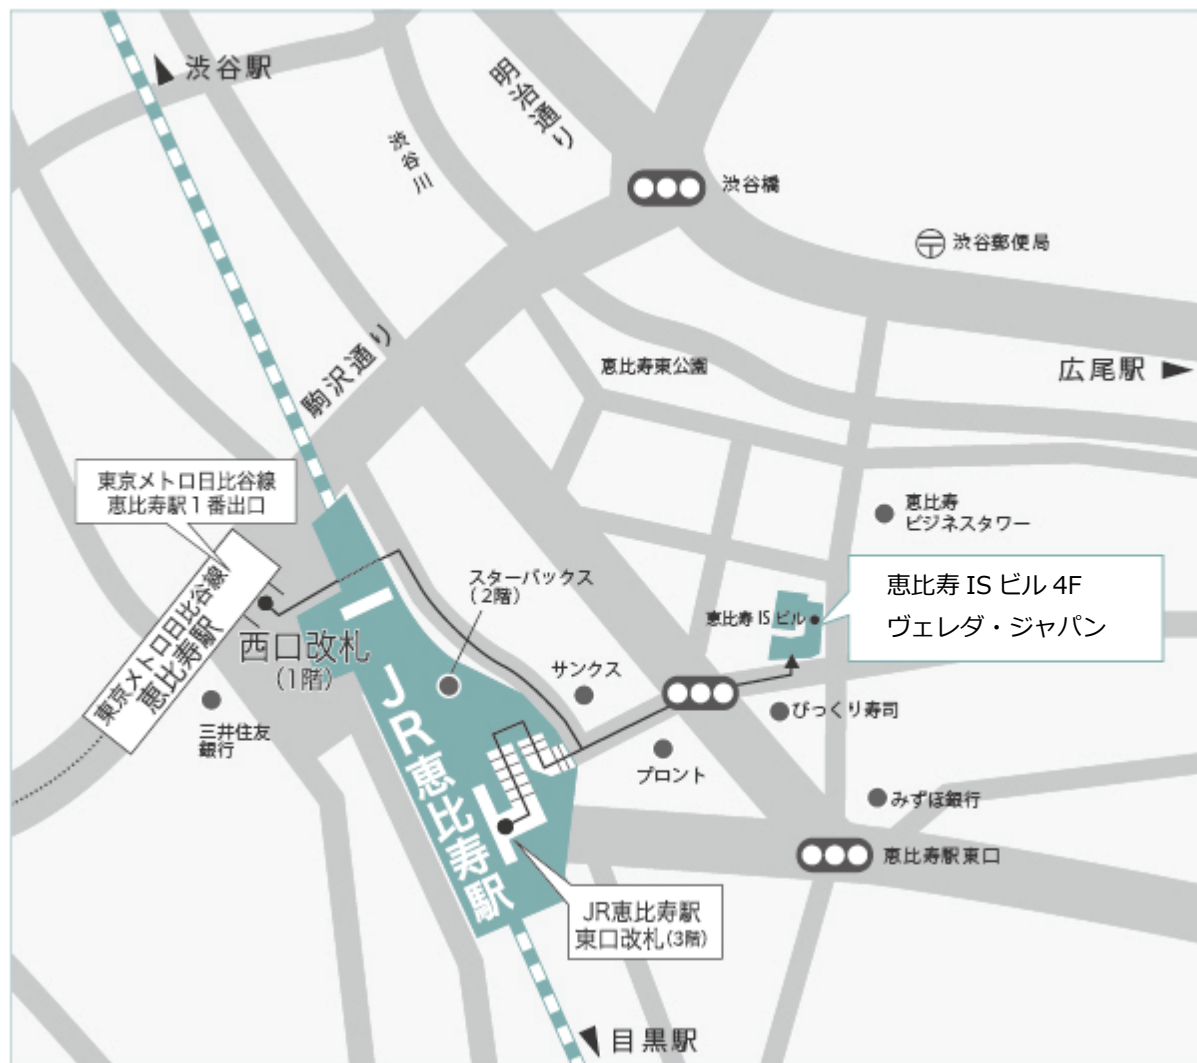 渋谷駅
明治通り
渋谷川
渋谷橋
渋谷郵便局
駒沢通り
恵比寿東公園
広尾駅
東京メトロ日比谷線
恵比寿駅1番出口
恵比寿
ビジネスタワー
東京メトロ日比谷線
恵比寿駅
スターバックス
(2階)
恵比寿 IS ビル 4F
ヴェレダ・ジャパン
恵比寿 IS ビル
西口改札
(1階)
サンクス
三井住友
銀行
JR恵比寿駅
びっくり寿司
プロント
みずほ銀行
恵比寿駅東口
JR恵比寿駅
東口改札(3階)
目黒駅